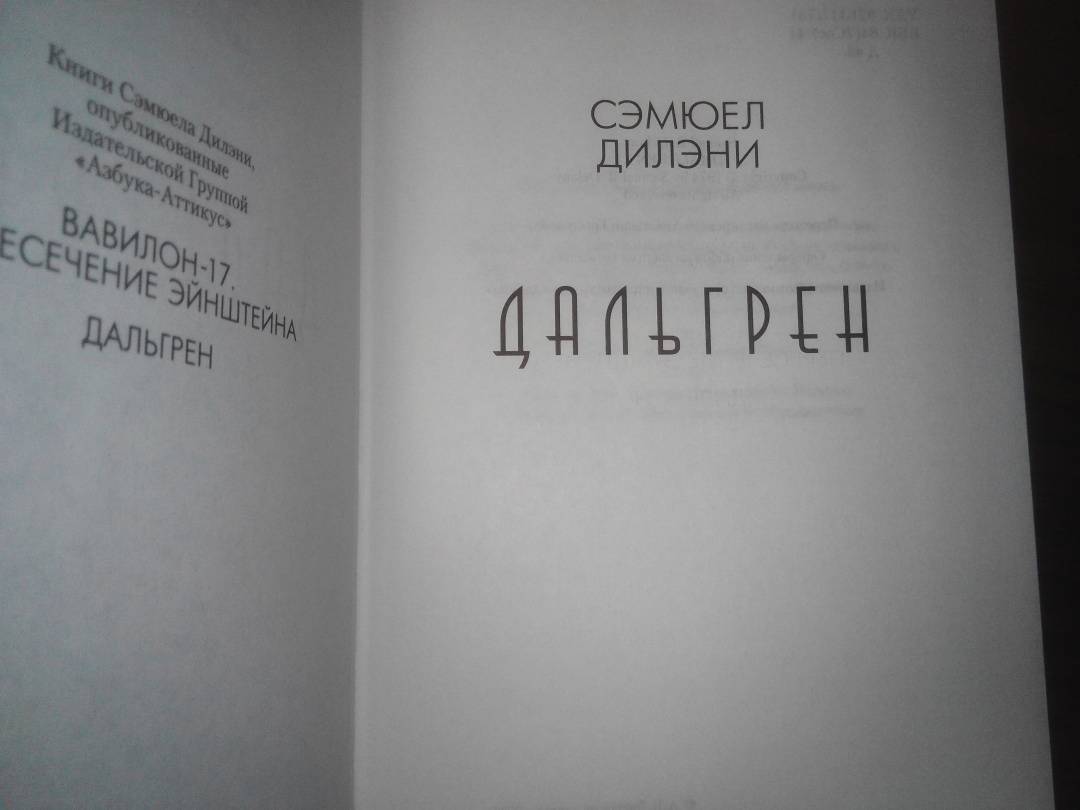 Книги Сэмюела Дилэни,
опубликованные
Издательской Группой
«Азбука-Аттикус»
ВАВИЛОН-17.
ЕСЕЧЕНИЕ ЭЙНШТЕЙНА
ДАЛЬГРЕН
СЭМЮЕЛ
ДИЛЭНИ
ДАЛЬГРЕН